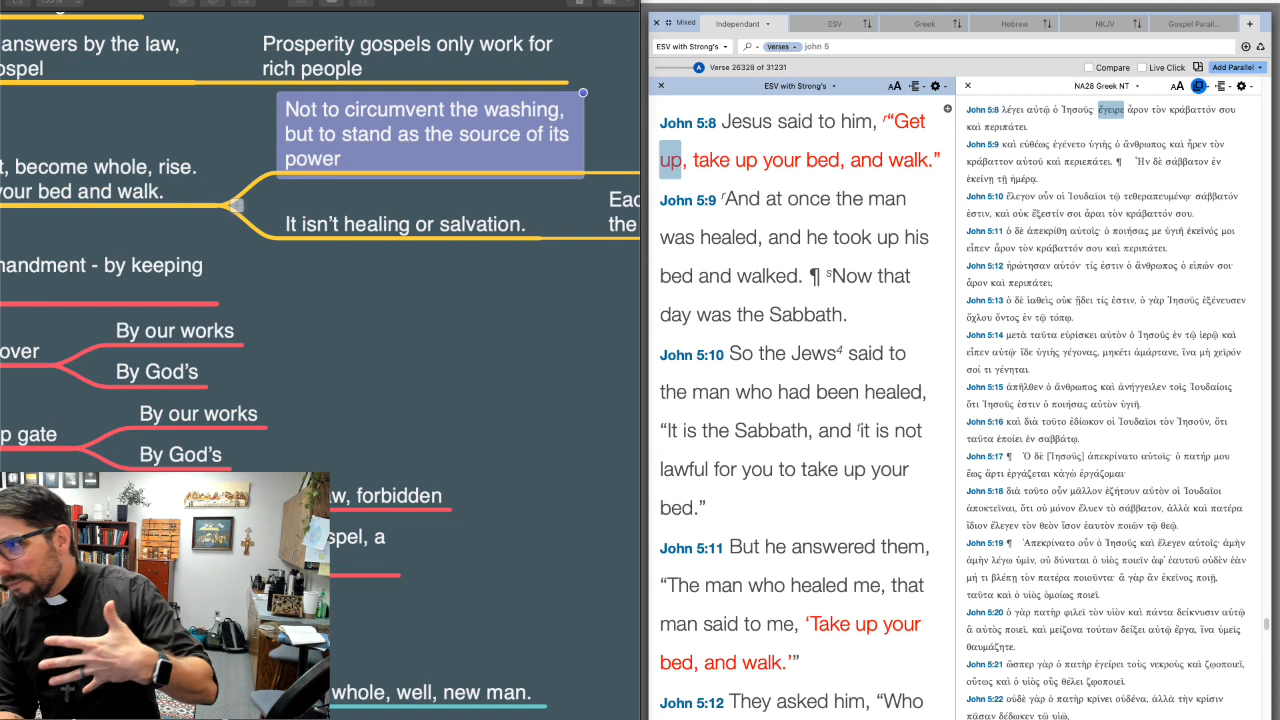 answers by the law,
ospel
Prosperity gospels only work for
rich people
Not to circumvent the washing,
but to stand as the source of its
power
t, become whole, rise.
your bed and walk.
It isn’t healing or salvation.
Eac
the
mandment - by keeping
By our works
over
By God’s
By our works
p gate
By God’s
aw, forbidden
spel, a
whole, well, new man.
Mixed
Independant
ESV
Greek
Hebrew
NKJV
Gospel Parall...
ESV with Strong's
Verses
john 5
A Verse 26328 of 31231
Compare
Live Click
Add Parallel
ESV with Strong's
AA
John 5:8 Jesus said to him, r“Get
up, take up your bed, and walk.”
John 5:9 rAnd at once the man
was healed, and he took up his
bed and walked. ¶ sNow that
day was the Sabbath.
John 5:10 So the Jews4 said to
the man who had been healed,
“It is the Sabbath, and tit is not
lawful for you to take up your
bed.”
John 5:11 But he answered them,
“The man who healed me, that
man said to me, ‘Take up your
bed, and walk.’”
John 5:12 They asked him, “Who
NA28 Greek NT
AA
John 5:8 λέγει αὐτῷ ὁ Ἰησοῦς· ἔγειρε ἆρον τὸν κράβαττόν σου
καὶ περιπάτει.
John 5:9 καὶ εὐθέως ἐγένετο ὑγιὴς ὁ ἄνθρωπος καὶ ἦρεν τὸν
κράβαττον αὐτοῦ καὶ περιεπάτει. ¶ Ἦν δὲ σάββατον ἐν
ἐκείνῃ τῇ ἡμέρᾳ.
John 5:10 ἔλεγον οὖν οἱ Ἰουδαῖοι τῷ τεθεραπευμένῳ· σάββατόν
ἐστιν, καὶ οὐκ ἔξεστίν σοι ἆραι τὸν κράβαττόν σου.
John 5:11 ὁ δὲ ἀπεκρίθη αὐτοῖς· ὁ ποιήσας με ὑγιῆ ἐκεῖνός μοι
εἶπεν· ἆρον τὸν κράβαττόν σου καὶ περιπάτει.
John 5:12 ἠρώτησαν αὐτόν· τίς ἐστιν ὁ ἄνθρωπος ὁ εἰπών σοι·
ἆρον καὶ περιπάτει;
John 5:13 ὁ δὲ ἰαθεὶς οὐκ ᾔδει τίς ἐστιν, ὁ γὰρ Ἰησοῦς ἐξένευσεν
ὄχλου ὄντος ἐν τῷ τόπῳ.
John 5:14 μετὰ ταῦτα εὑρίσκει αὐτὸν ὁ Ἰησοῦς ἐν τῷ ἱερῷ καὶ
εἶπεν αὐτῷ· ἴδε ὑγιὴς γέγονας, μηκέτι ἁμάρτανε, ἵνα μὴ χεῖρόν
σοί τι γένηται.
John 5:15 ἀπῆλθεν ὁ ἄνθρωπος καὶ ἀνήγγειλεν τοῖς Ἰουδαίοις
ὅτι Ἰησοῦς ἐστιν ὁ ποιήσας αὐτὸν ὑγιῆ.
John 5:16 καὶ διὰ τοῦτο ἐδίωκον οἱ Ἰουδαῖοι τὸν Ἰησοῦν, ὅτι
ταῦτα ἐποίει ἐν σαββάτῳ.
John 5:17 ¶ Ὁ δὲ [Ἰησοῦς] ἀπεκρίνατο αὐτοῖς· ὁ πατήρ μου
ἕως ἄρτι ἐργάζεται κἀγὼ ἐργάζομαι·
John 5:18 διὰ τοῦτο οὖν μᾶλλον ἐζήτουν αὐτὸν οἱ Ἰουδαῖοι
ἀποκτεῖναι, ὅτι οὐ μόνον ἔλυεν τὸ σάββατον, ἀλλὰ καὶ πατέρα
ἴδιον ἔλεγεν τὸν θεὸν ἴσον ἑαυτὸν ποιῶν τῷ θεῷ.
John 5:19 ¶ Ἀπεκρίνατο οὖν ὁ Ἰησοῦς καὶ ἔλεγεν αὐτοῖς· ἀμὴν
ἀμὴν λέγω ὑμῖν, οὐ δύναται ὁ υἱὸς ποιεῖν ἀφ’ ἑαυτοῦ οὐδὲν ἐὰν
μή τι βλέπῃ τὸν πατέρα ποιοῦντα· ἃ γὰρ ἂν ἐκεῖνος ποιῇ,
ταῦτα καὶ ὁ υἱὸς ὁμοίως ποιεῖ.
John 5:20 ὁ γὰρ πατὴρ φιλεῖ τὸν υἱὸν καὶ πάντα δείκνυσιν αὐτῷ
ἃ αὐτὸς ποιεῖ, καὶ μείζονα τούτων δείξει αὐτῷ ἔργα, ἵνα ὑμεῖς
θαυμάζητε.
John 5:21 ὥσπερ γὰρ ὁ πατὴρ ἐγείρει τοὺς νεκροὺς καὶ ζῳοποιεῖ,
οὕτως καὶ ὁ υἱὸς οὓς θέλει ζῳοποιεῖ.
John 5:22 οὐδὲ γὰρ ὁ πατὴρ κρίνει οὐδένα, ἀλλὰ τὴν κρίσιν
πᾶσαν δέδωκεν τῷ υἱῷ,